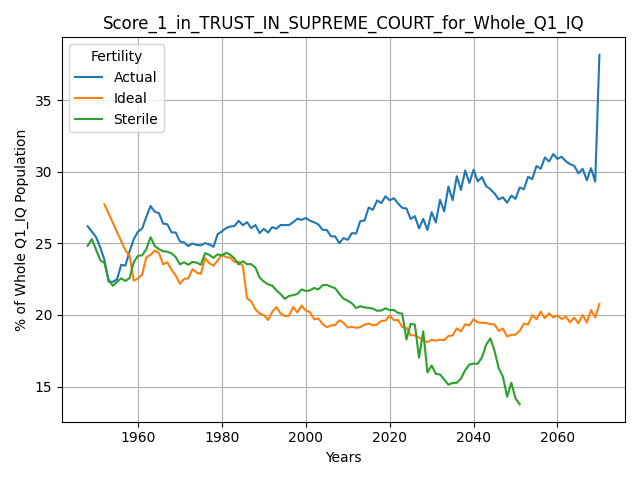 Score_1_in_TRUST_IN_SUPREME_COURT_for_Whole_Q1_IQ
Fertility
Actual
Ideal
Sterile
% of Whole Q1_IQ Population
35
30
25
20
15
1960 1980 2000 2020 2040 2060
Years